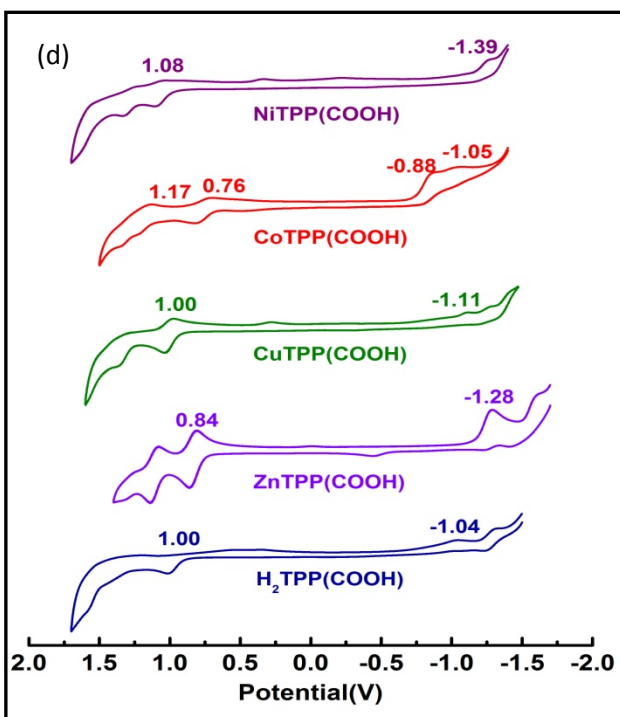 (d)
1.08
-1.39
NiTPP(COOH)
1.17
0.76
-0.88
-1.05
CoTPP(COOH)
1.00
-1.11
CuTPP(COOH)
0.84
-1.28
ZnTPP(COOH)
1.00
-1.04
H₂TPP(COOH)
2.0 1.5 1.0 0.5 0.0 -0.5 -1.0 -1.5 -2.0
Potential(V)